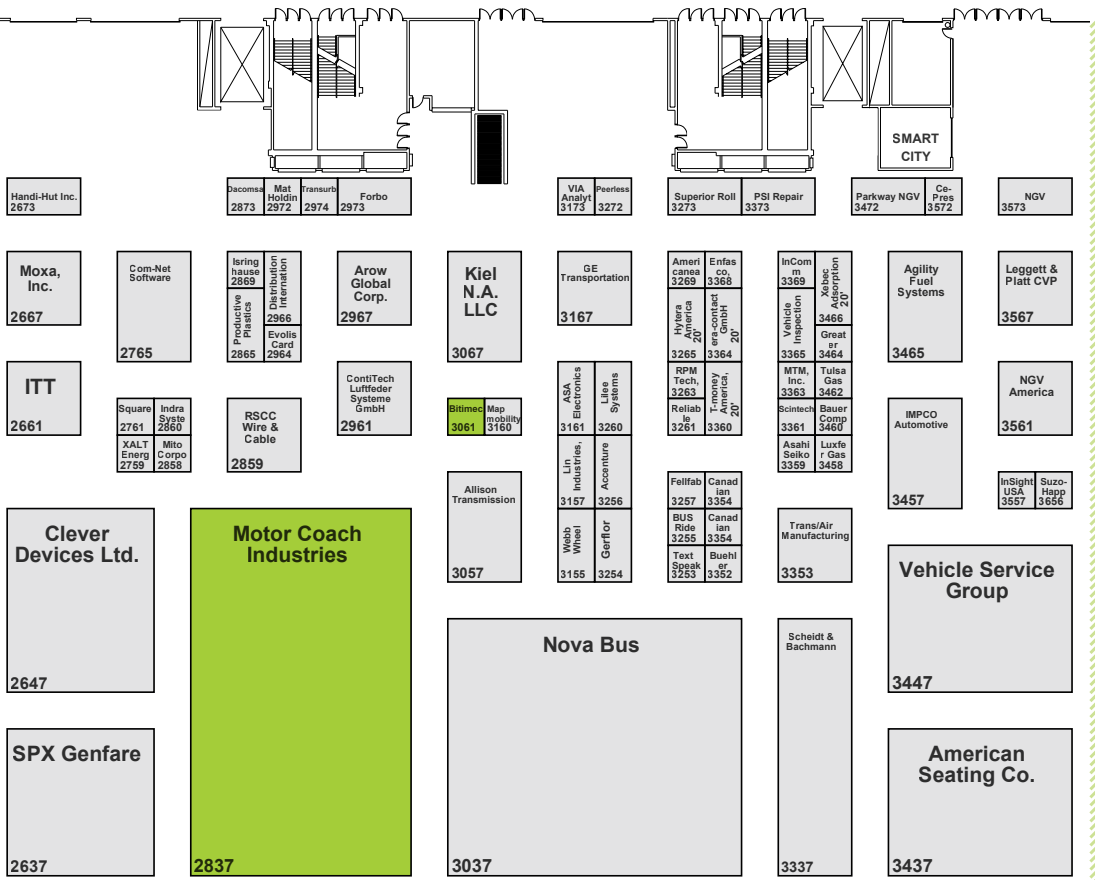 SMART
CITY
Handi-Hut Inc.
2673
Dacomsa
2873
Mat
Holdin
2972
Transurb
2974
Forbo
2973
VIA
Analyt
3173
Peerless
3272
Superior Roll
3273
PSI Repair
3373
Parkway NGV
3472
Ce-
Pres
3572
NGV
3573
Moxa,
Inc.
2667
Com-Net
Software
2765
Isring
hause
2869
Distribution
Internation
2966
Productive
Plastics
2865
Evolis
Card
2964
Arow
Global
Corp.
2967
Kiel
N.A.
LLC
3067
GE
Transportation
3167
Ameri
canea
3269
Enfas
co,
3368
Hytera
America
20'
3265
era-contact
GmbH
20'
3364
InCom
m
3369
Xebec
Adsorption
20'
3466
Vehicle
Inspection
3365
Great
er
3464
Agility
Fuel
Systems
3465
Leggett &
Platt CVP
3567
ITT
2661
Square
2761
Indra
Syste
2860
XALT
Energ
2759
Mito
Corpo
2858
RSCC
Wire &
Cable
2859
ContiTech
Luftfeder
Systeme
GmbH
2961
Bitimec
3061
Map
mobility
3160
ASA
Electronics
3161
Lilee
Systems
3260
RPM
Tech,
3263
T-money
America,
20'
3360
Reliab
le
3261
MTM,
Inc.
3363
Tulsa
Gas
3462
Scintech
3361
Bauer
Comp
3460
Asahi
Seiko
3359
Luxfe
r Gas
3458
IMPCO
Automotive
3457
NGV
America
3561
Allison
Transmission
3057
Lin
Industries,
3157
Accenture
3256
Webb
Wheel
3155
Gerflor
3254
Fellfab
3257
Canad
ian
3354
BUS
Ride
3255
Canad
ian
3354
Text
Speak
3253
Buehl
er
3352
Trans/Air
Manufacturing
3353
InSight
USA
3557
Suzo-
Happ
3656
Clever
Devices Ltd.
2647
Motor Coach
Industries
2837
Nova Bus
3037
Scheidt &
Bachmann
3337
Vehicle Service
Group
3447
SPX Genfare
2637
American
Seating Co.
3437